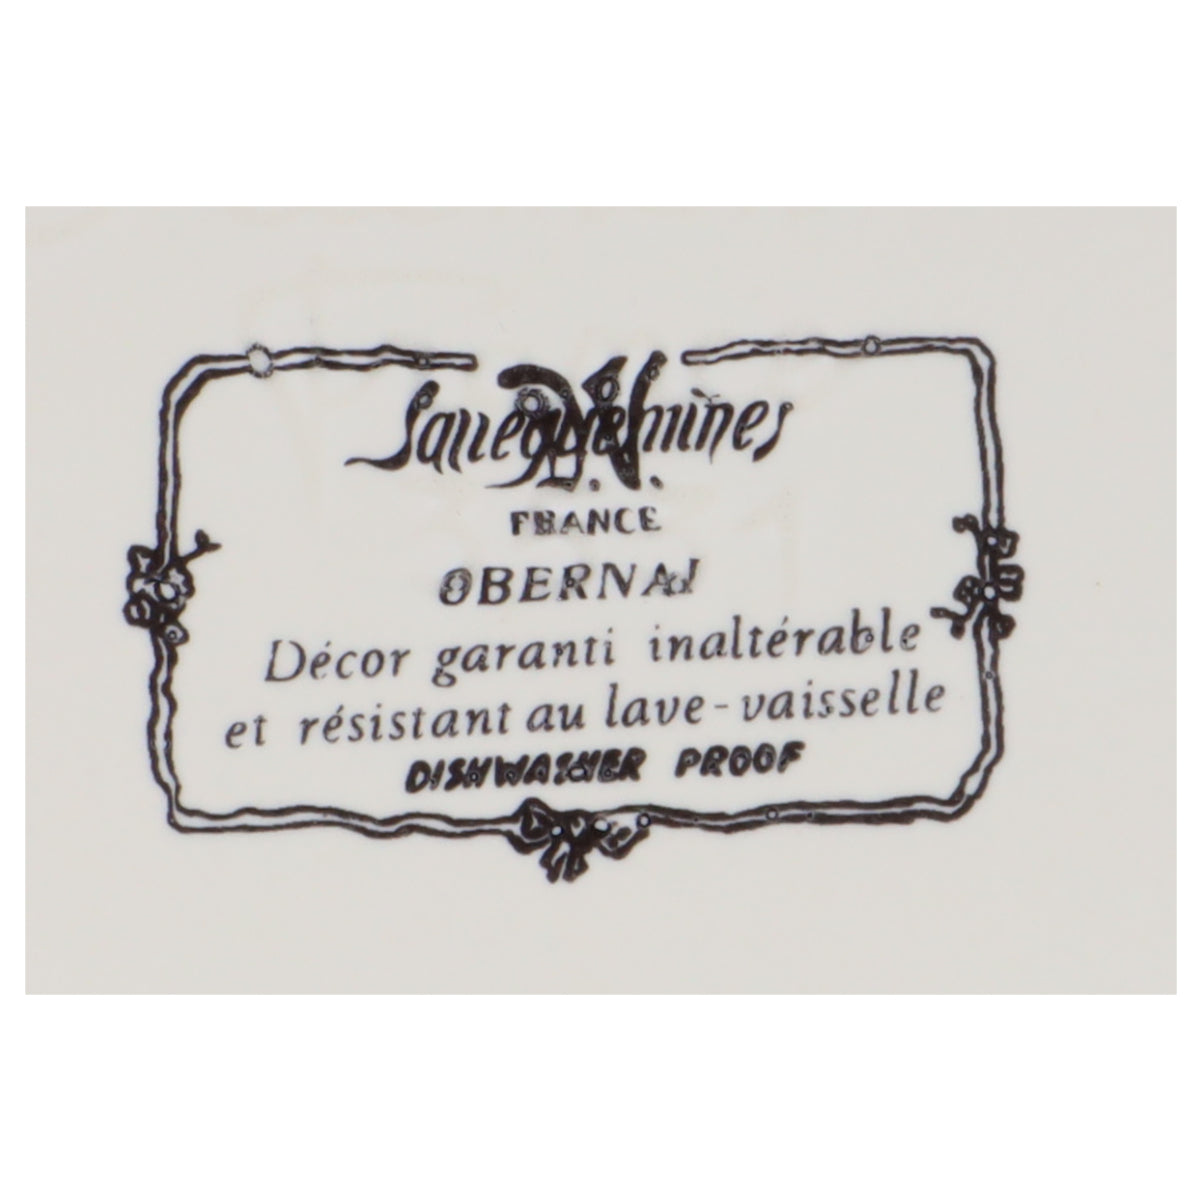 Sarreguemines
FRANCE
OBERNAI
Décor garanti inaltérable
et résistant au lave-vaisselle
DISHWASHER PROOF